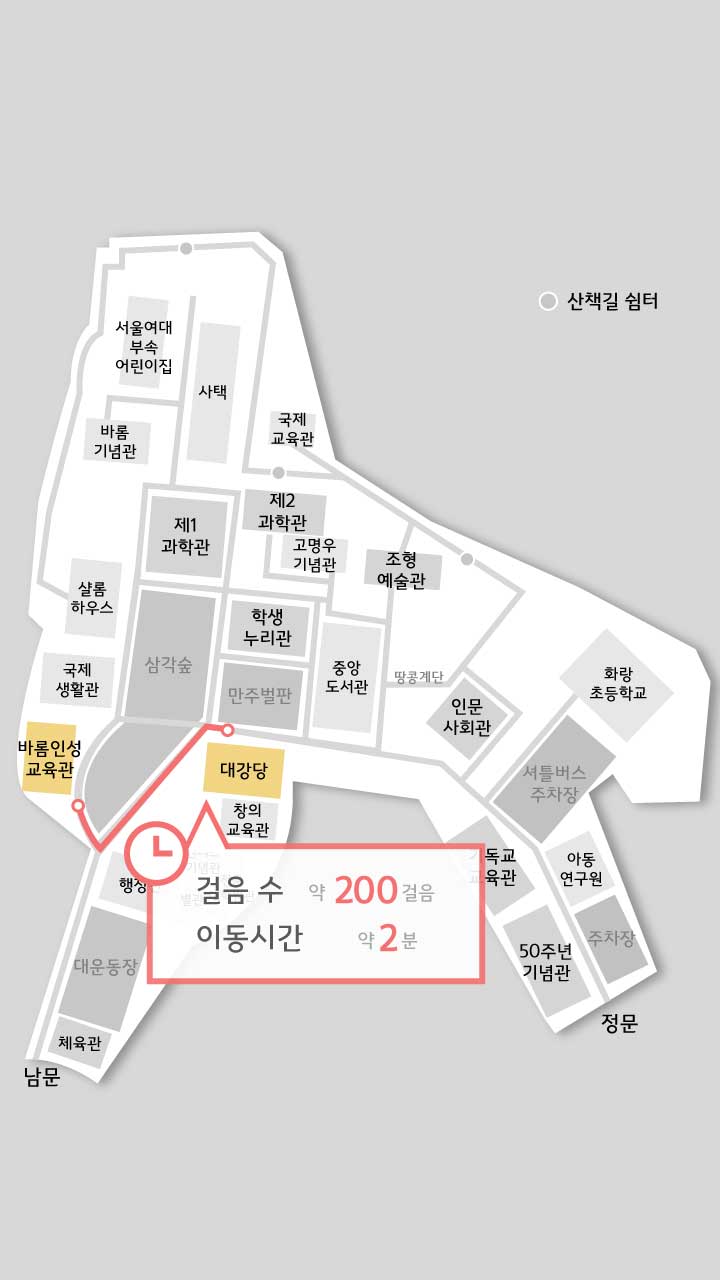 산책길 쉼터
서울여대
부속
어린이집
사택
바롬
기념관
국제
교육관
제1
과학관
제2
과학관
고명우
기념관
조형
예술관
샬롬
하우스
학생
누리관
삼각숲
중앙
도서관
땅콩계단
국제
생활관
만주벌판
인문
사회관
화랑
초등학교
바롬인성
교육관
대강당
셔틀버스
주차장
창의
교육관
기독교
교육관
아동
연구원
걸음 수 약 200 걸음
이동시간 약 2 분
대운동장
50주년
기념관
주차장
체육관
정문
남문